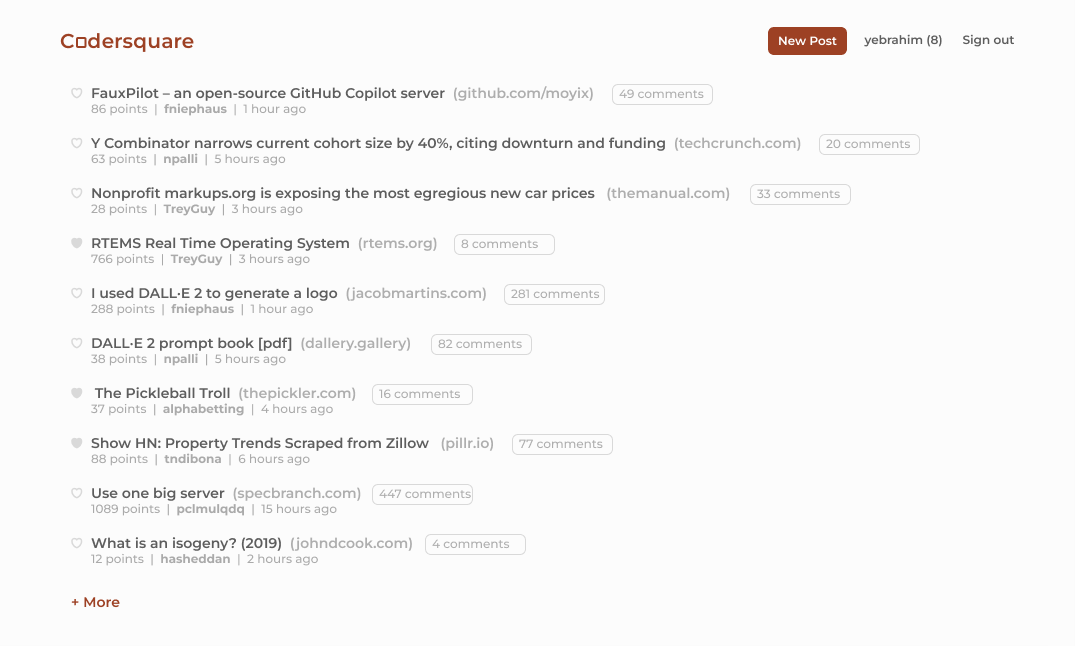 C□dersquare
New Post yebrahim (8) Sign out
FauxPilot – an open-source GitHub Copilot server (github.com/moyix) 49 comments
86 points | fniephaus | 1 hour ago
Y Combinator narrows current cohort size by 40%, citing downturn and funding (techcrunch.com) 20 comments
63 points | npalli | 5 hours ago
Nonprofit markups.org is exposing the most egregious new car prices (themanual.com) 33 comments
28 points | TreyGuy | 3 hours ago
RTEMS Real Time Operating System (rtems.org) 8 comments
766 points | TreyGuy | 3 hours ago
I used DALL·E 2 to generate a logo (jacobmartins.com) 281 comments
288 points | fniephaus | 1 hour ago
DALL·E 2 prompt book [pdf] (dallery.gallery) 82 comments
38 points | npalli | 5 hours ago
The Pickleball Troll (thepickler.com) 16 comments
37 points | alphabetting | 4 hours ago
Show HN: Property Trends Scraped from Zillow (pillr.io) 77 comments
88 points | tndibona | 6 hours ago
Use one big server (specbranch.com) 447 comments
1089 points | pclmulqdq | 15 hours ago
What is an isogeny? (2019) (johndcook.com) 4 comments
12 points | hasheddan | 2 hours ago
+ More